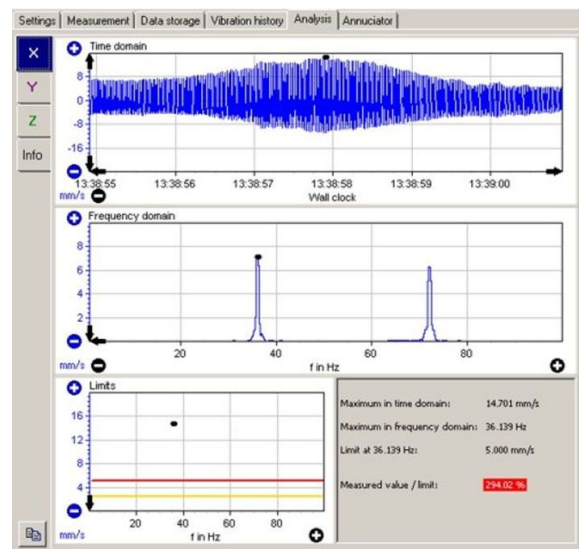 Settings Measurement Data storage Vibration history Analysis Annuciator
X
Y
Z
Info
Time domain
8
0
-8
-16
mm/s
13:38:55 13:38:56 13:38:57 13:38:58 13:38:59 13:39:00
Wall clock
Frequency domain
8
6
4
2
mm/s
20 40 60 80
f in Hz
Limits
16
12
8
4
mm/s
20 40 60 80
f in Hz
Maximum in time domain: 14.701 mm/s
Maximum in frequency domain: 36.139 Hz
Limit at 36.139 Hz: 5.000 mm/s
Measured value / limit: 294.02 %